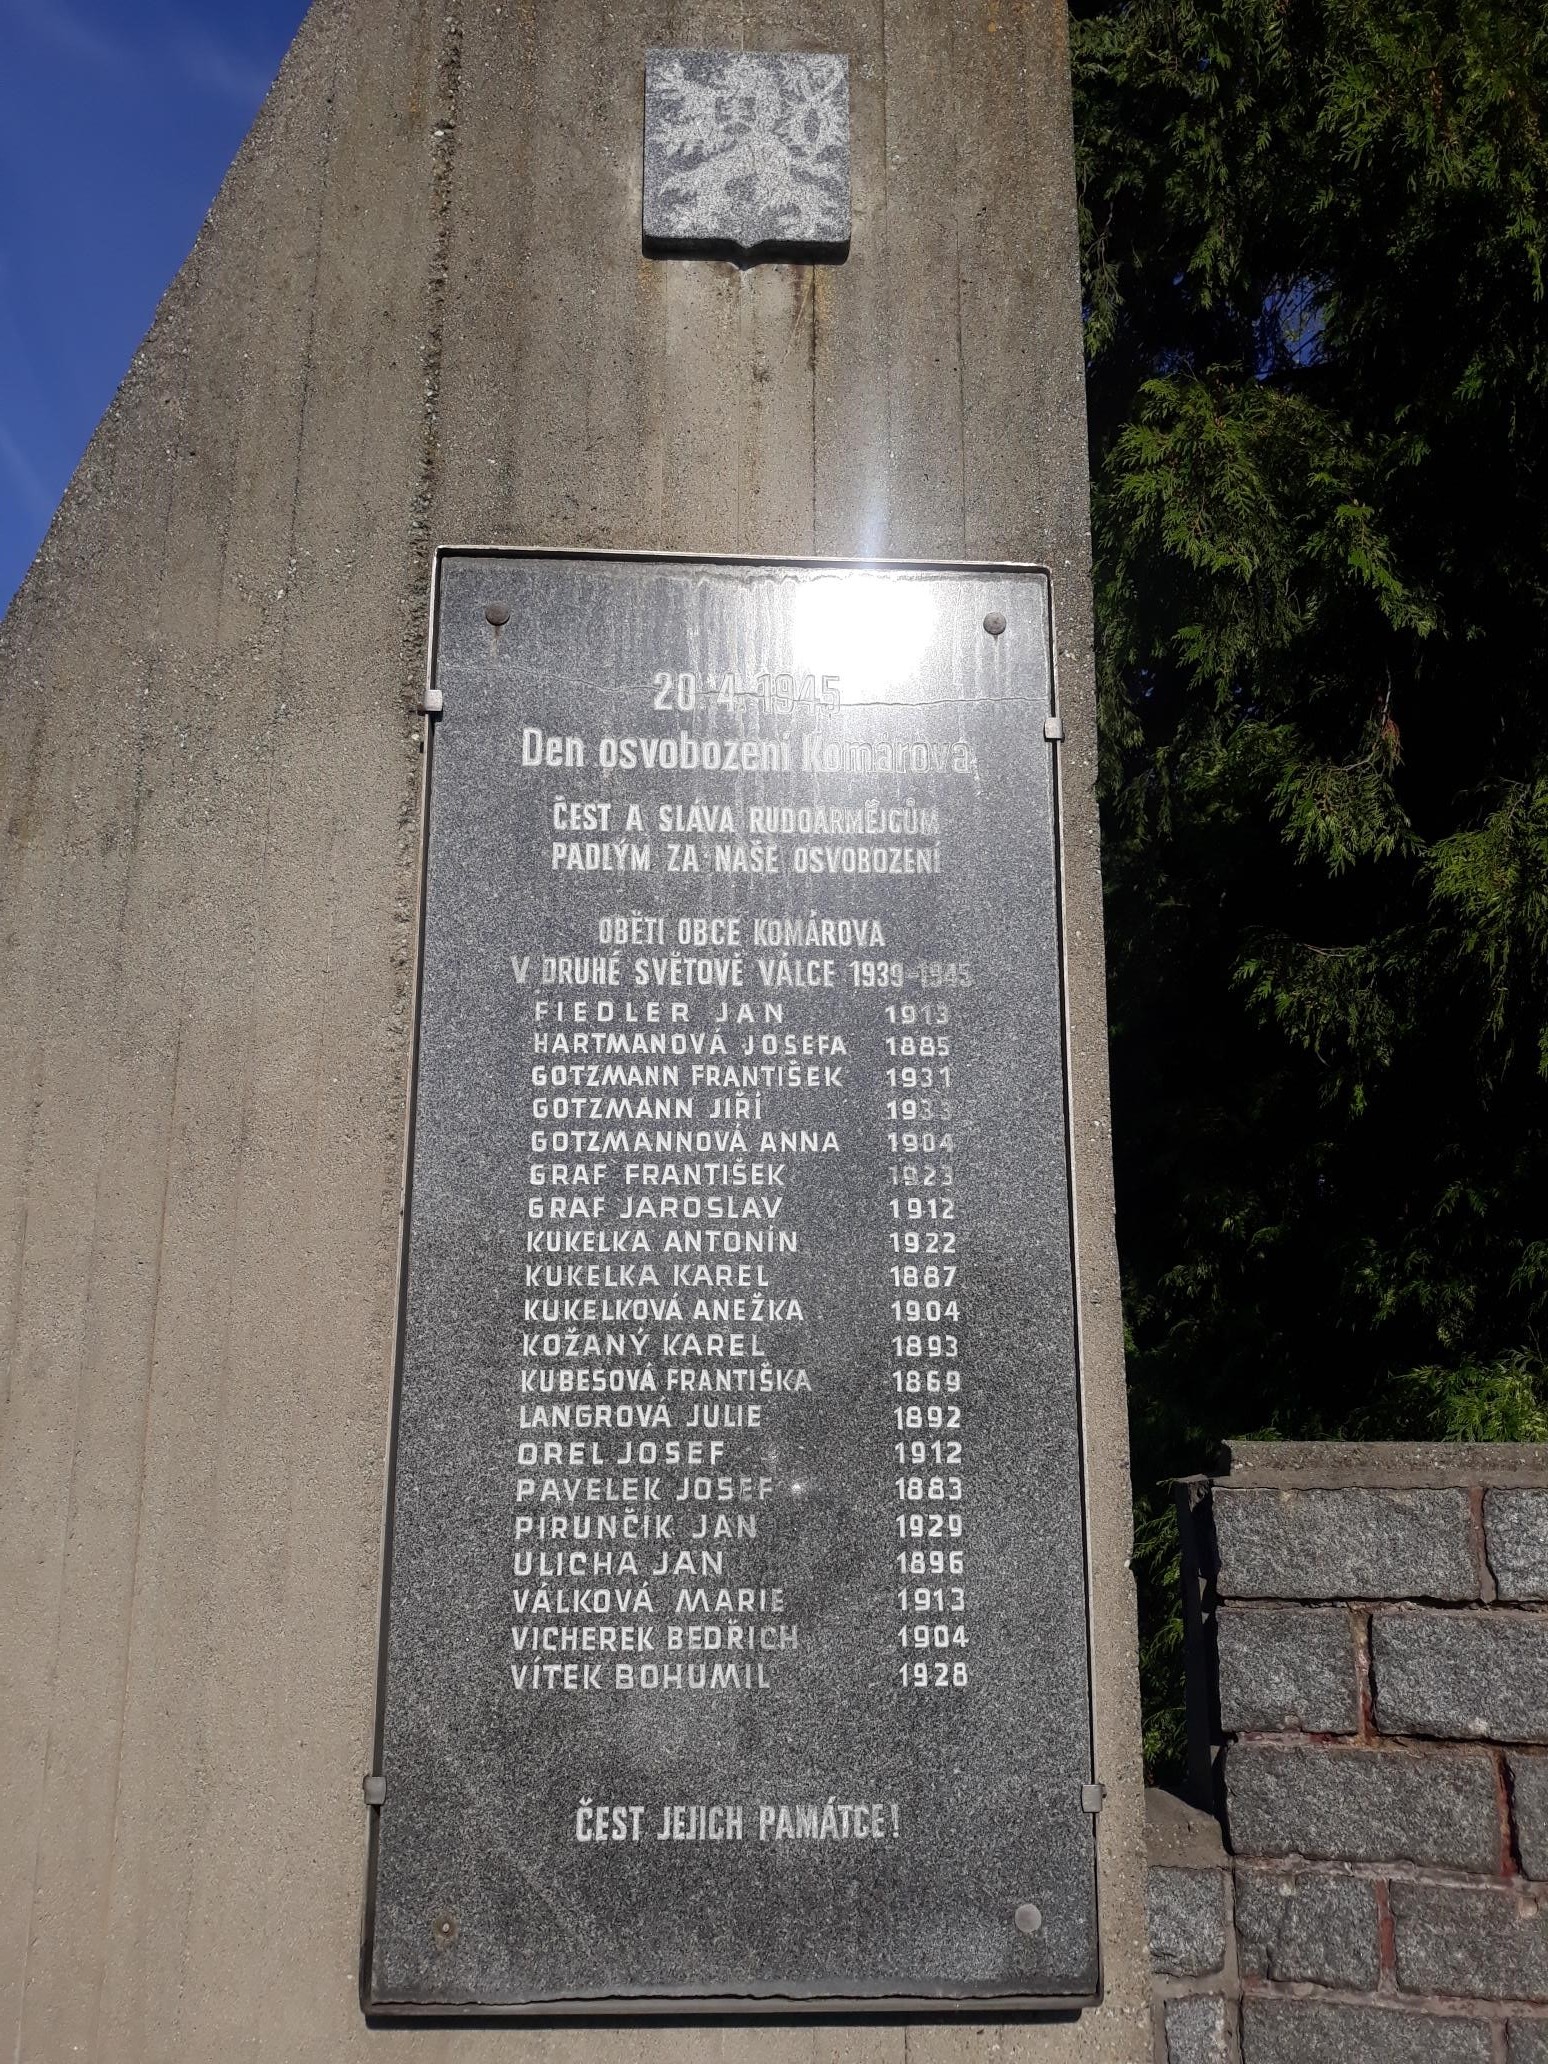 20.4.1945
Den osvobození Komárova
ČEST A SLÁVA RUDOARMĚJCŮM
PADLÝM ZA NAŠE OSVOBOZENÍ
OBĚTI OBCE KOMÁROVA
V DRUHÉ SVĚTOVÉ VÁLCE 1939-1945
FIEDLER JAN 1913
HARTMANOVÁ JOSEFA 1885
GOTZMANN FRANTIŠEK 1931
GOTZMANN JIŘÍ 1933
GOTZMANNOVÁ ANNA 1904
GRAF FRANTIŠEK 1923
GRAF JAROSLAV 1912
KUKELKA ANTONÍN 1922
KUKELKA KAREL 1887
KUKELKOVÁ ANEŽKA 1904
KOŽANÝ KAREL 1893
KUBESOVÁ FRANTIŠKA 1869
LANGROVÁ JULIE 1892
OREL JOSEF 1912
PAVELEK JOSEF 1883
PIRUNČÍK JAN 1929
ULICHA JAN 1896
VÁLKOVÁ MARIE 1913
VICHEREK BEDŘICH 1904
VÍTEK BOHUMIL 1928
ČEST JEJICH PAMÁTCE!